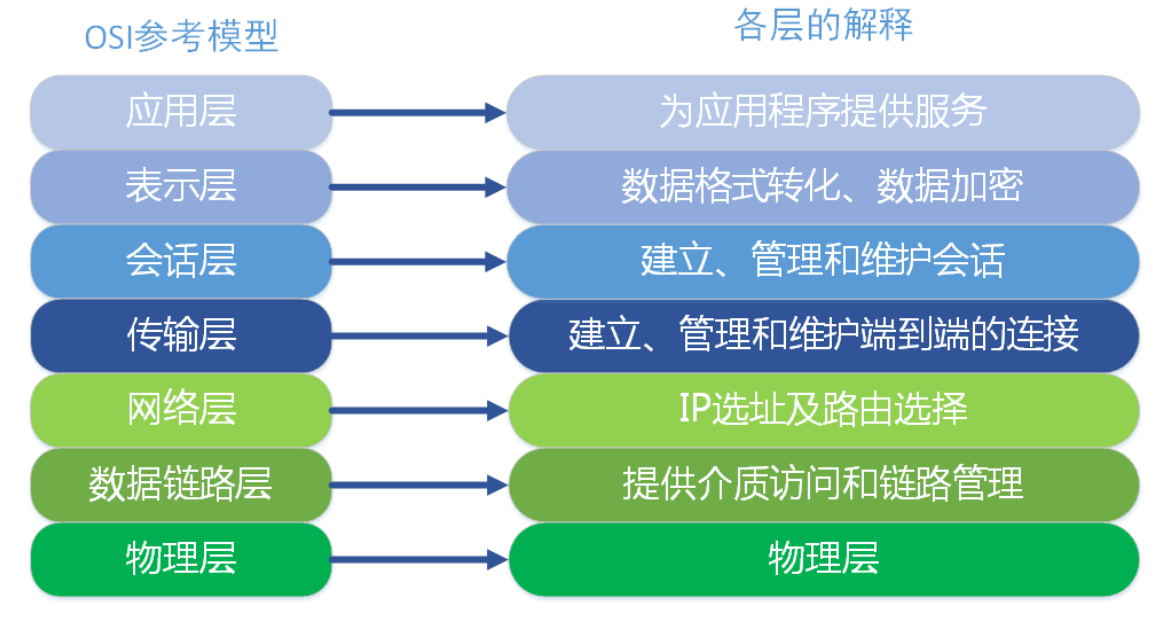 OSI参考模型 各层的解释
应用层 为应用程序提供服务
表示层 数据格式转化、数据加密
会话层 建立、管理和维护会话
传输层 建立、管理和维护端到端的连接
网络层 IP选址及路由选择
数据链路层 提供介质访问和链路管理
物理层 物理层